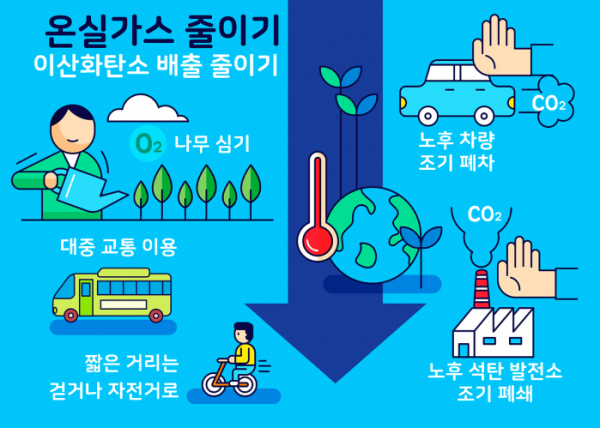 온실가스 줄이기
이산화탄소 배출 줄이기
O₂ 나무 심기
대중 교통 이용
짧은 거리는
걷거나 자전거로
CO₂
노후 차량
조기 폐차
CO₂
노후 석탄 발전소
조기 폐쇄